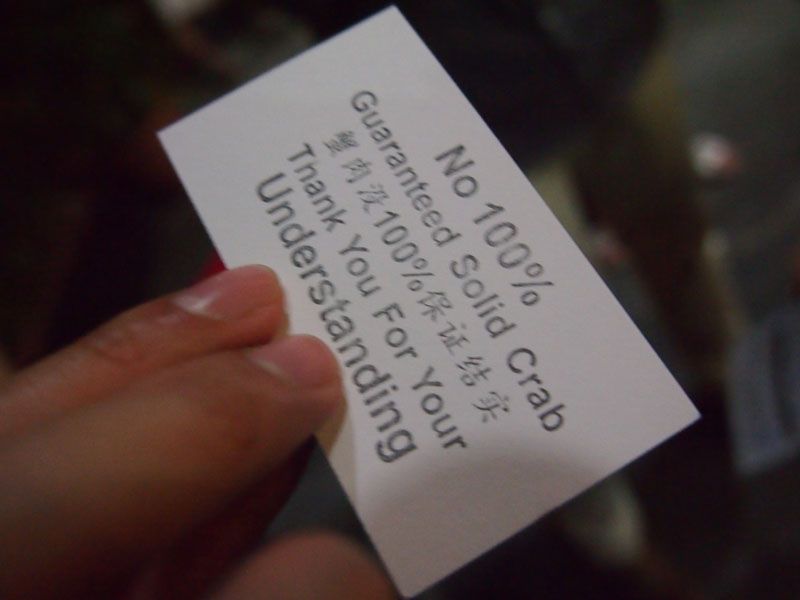 No 100%
Guaranteed Solid Crab
蟹肉没100%保证结实
Thank You For Your
Understanding